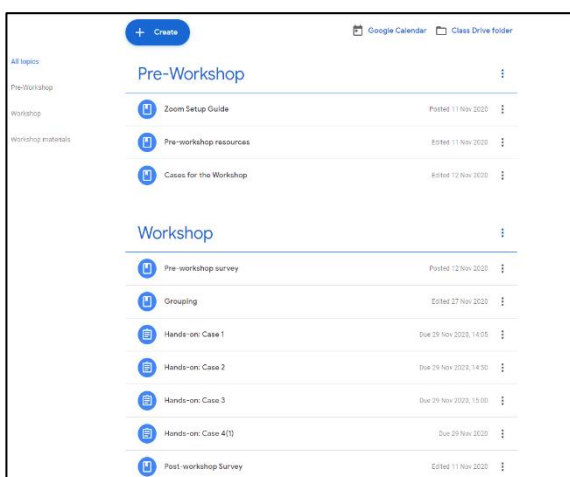 + Create
Google Calendar
Class Drive folder
All topics
Pre-Workshop
Workshop
Workshop materials
Pre-Workshop
Zoom Setup Guide
Posted 11 Nov 2020
Pre-workshop resources
Edited 11 Nov 2020
Cases for the Workshop
Edited 12 Nov 2020
Workshop
Pre-workshop survey
Posted 12 Nov 2020
Grouping
Edited 27 Nov 2020
Hands-on: Case 1
Due 29 Nov 2020, 14:05
Hands-on: Case 2
Due 29 Nov 2020, 14:50
Hands-on: Case 3
Due 29 Nov 2020, 15:00
Hands-on: Case 4(1)
Due 29 Nov 2020
Post-workshop Survey
Edited 11 Nov 2020